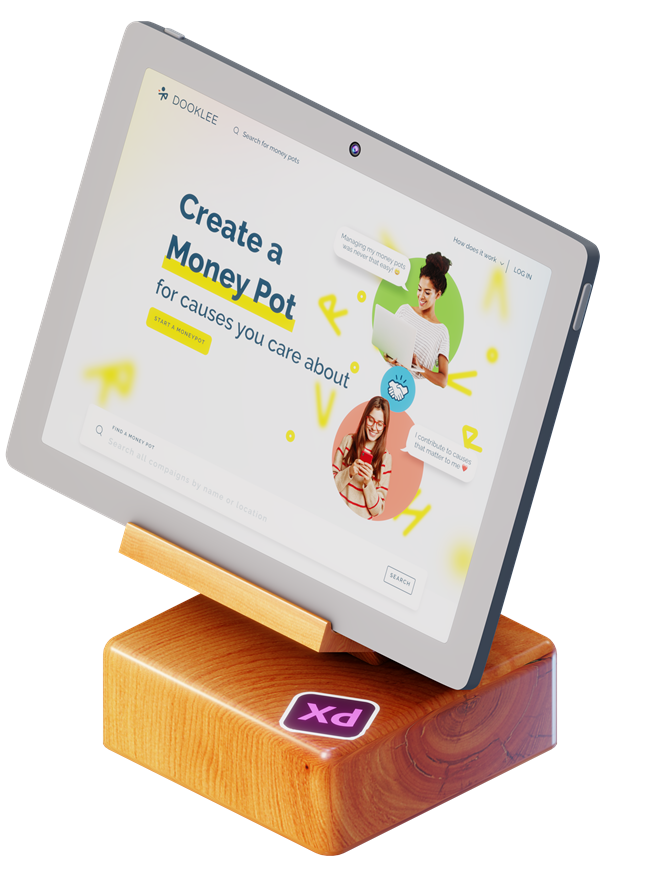 DOOKLEE
Search for money pots
How does it work
LOG IN
Create a
Money Pot
for causes you care about
START A MONEYPOT
Managing my money pots
was never that easy!
I contribute to causes
that matter to me
FIND A MONEY POT
Search all campaigns by name or location
SEARCH
Xd